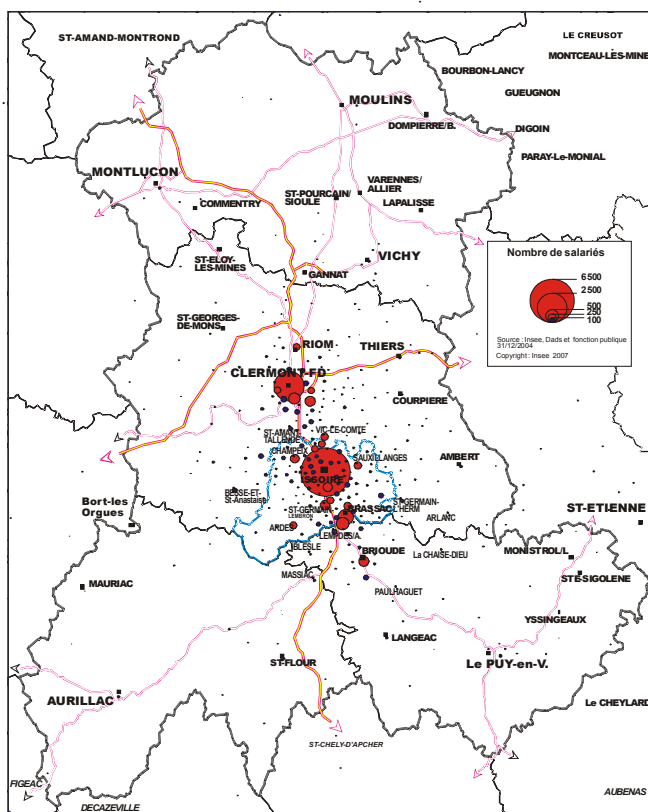 LE CREUSOT
ST-AMAND-MONTROND
MONTCEAU-LES-MINE
BOURBON-LANCY
GUEUGNON
MOULINS
DOMPIERRE/B.
DIGOIN
PARAY-Le-MONIAL
MONTLUCON
VARENNES/
ALLIER
ST-POURCAIN/
SIOULE
LAPALISSE
COMMENTRY
ST-ELOY-
LES-MINES
VICHY
GANNAT
Nombre de salariés
6500
2500
500
250
100
Source : Insee, Dads et fonction publique
31/12/2004
Copyright : Insee 2007
ST-GEORGES-
DE-MONS
RIOM
THIERS
CLERMONT-FD
COURPIERE
ST-AMANT-
TALLENDE
VIC-LE-COMTE
CHAMPEIX
SAUXILLANGES
AMBERT
ISSOIRE
BESSE-ET-
St-Anastaise
ST-GERMAIN-
LEMBRON
BRASSAC
ST-GERMAIN-
L'HERM
ARLANC
Bort-les
Orgues
ST-ETIENNE
ARDES
LEMPDES/A.
BLESLE
BRIOUDE
La CHAISE-DIEU
MONISTROL/L
MASSIAC
STE-SIGOLENE
MAURIAC
PAULHAGUET
YSSINGEAUX
LANGEAC
ST-FLOUR
Le PUY-en-V.
AURILLAC
Le CHEYLARD
ST-CHELY-D'APCHER
FIGEAC
DECAZEVILLE
AUBENAS